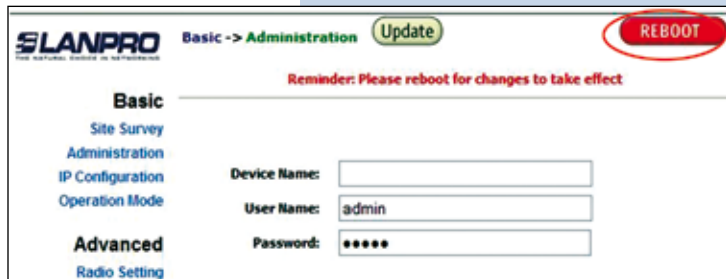 SLANPRO
THE NATURAL CHOICE IN NETWORKING
Basic -> Administration
Update
REBOOT
Reminder: Please reboot for changes to take effect
Basic
Site Survey
Administration
IP Configuration
Operation Mode
Advanced
Radio Setting
Device Name:
User Name: admin
Password: •••••